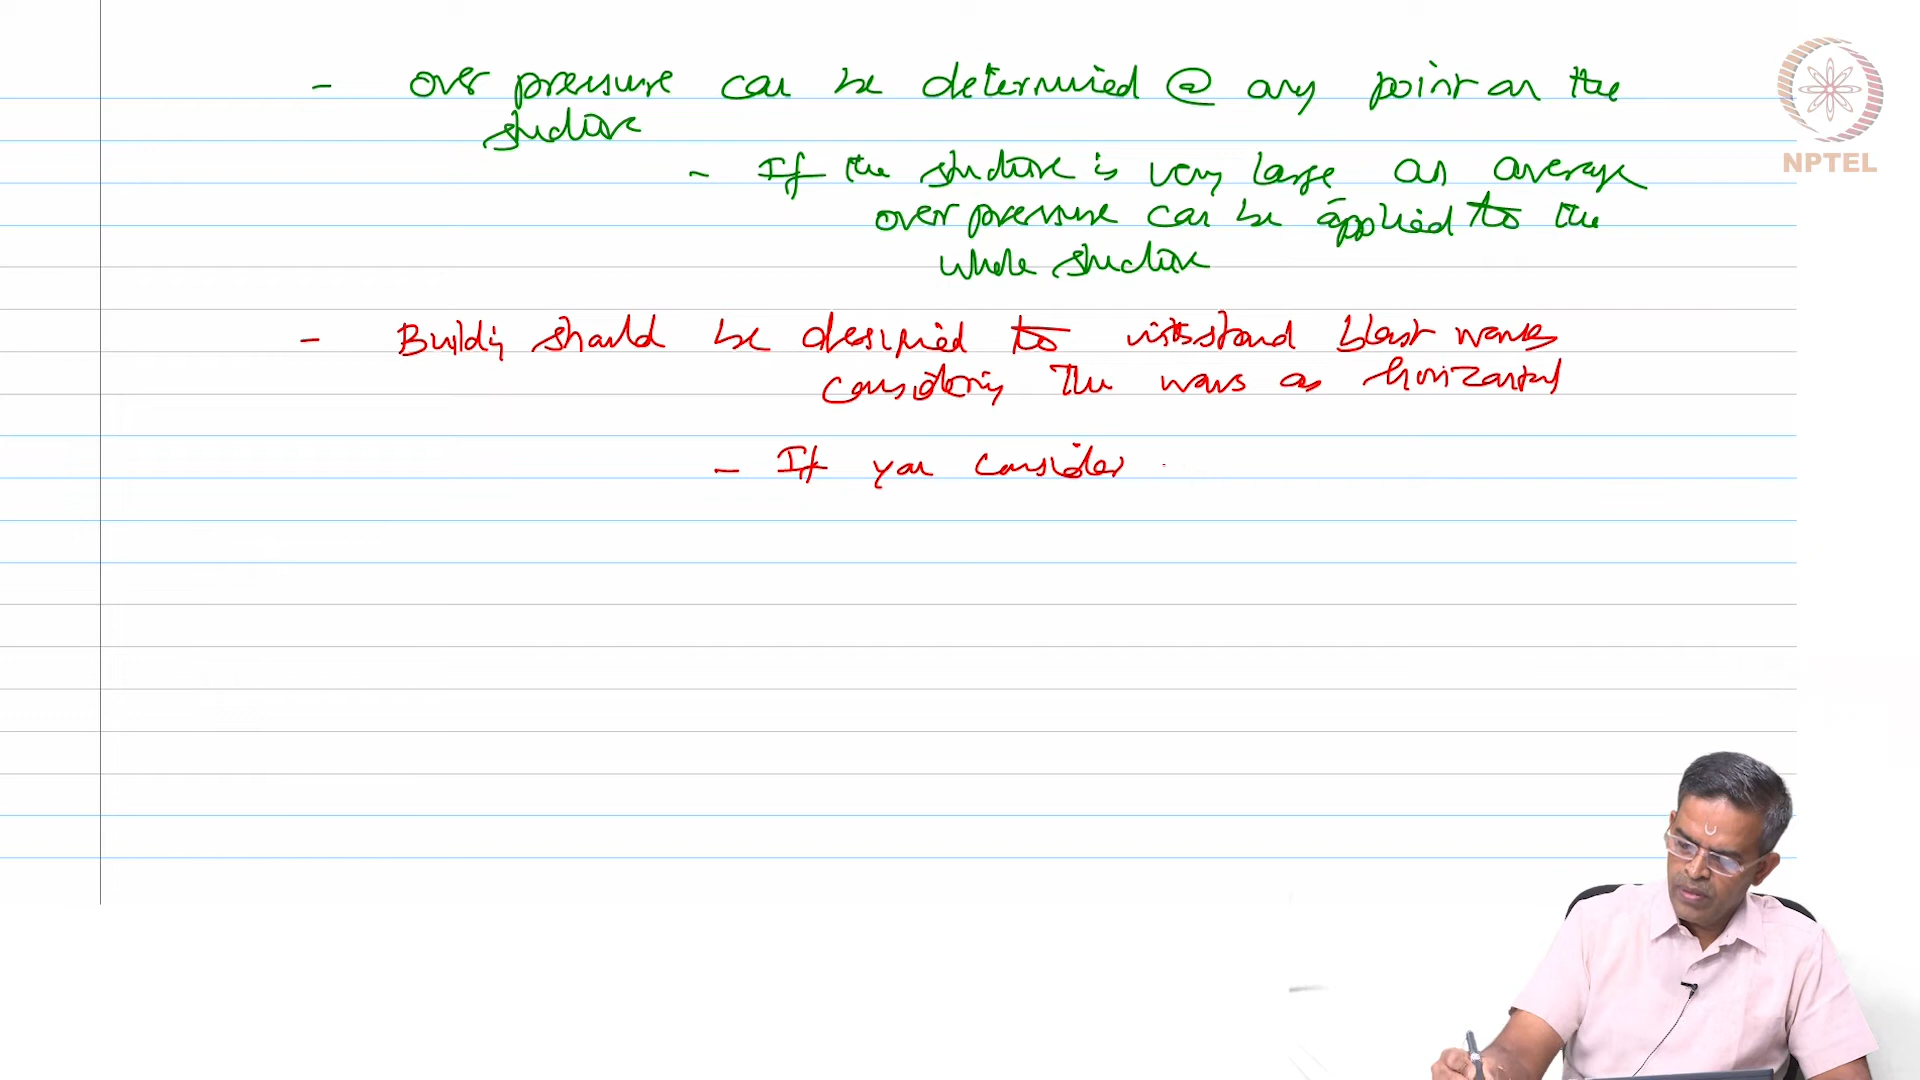 - over pressure can be determined @ any point on the
structure
- If the structure is very large an average
over pressure can be applied to the
whole structure
- Building should be designed to withstand blast waves
considering the waves as horizontal
- If you consider
NPTEL